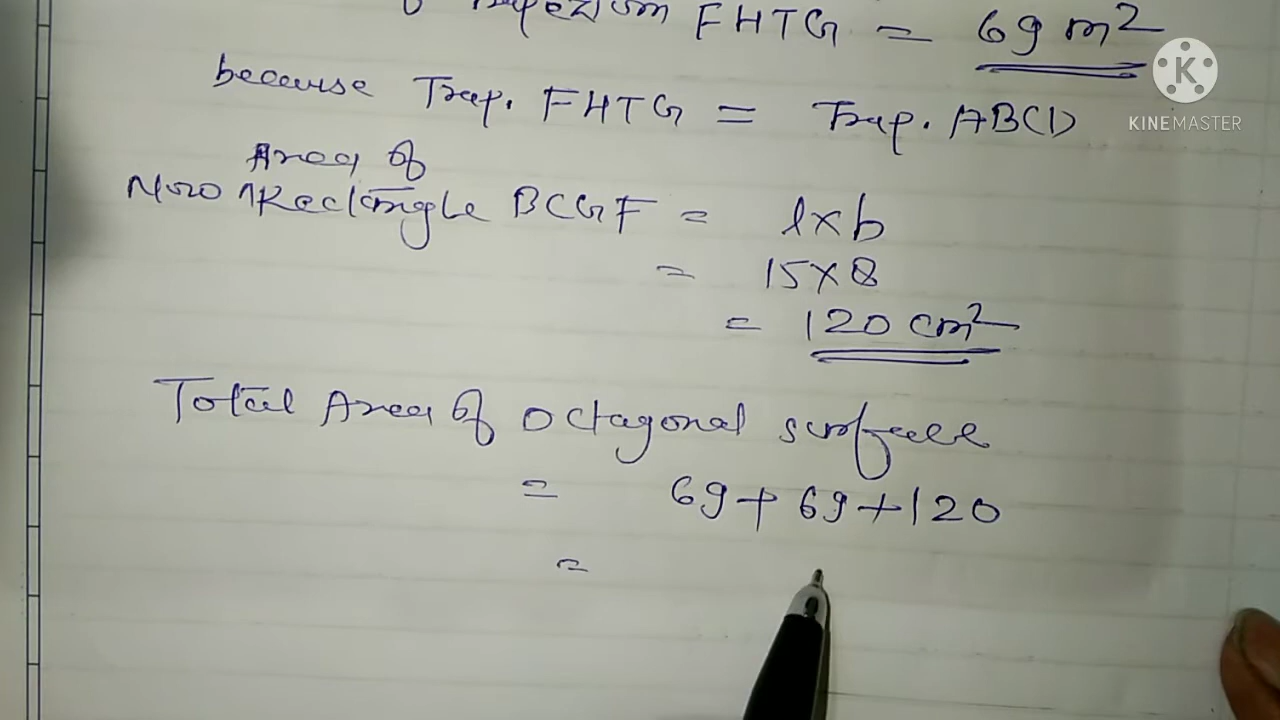 Trapezium FHTG = 69 m²
because Trap. FHTG = Trap. ABCD
K
KINEMASTER
Area of
Now ^Rectangle BCGF = l×b
= 15×8
= 120 cm²
Total Area of Octagonal surface
= 69+69+120
=